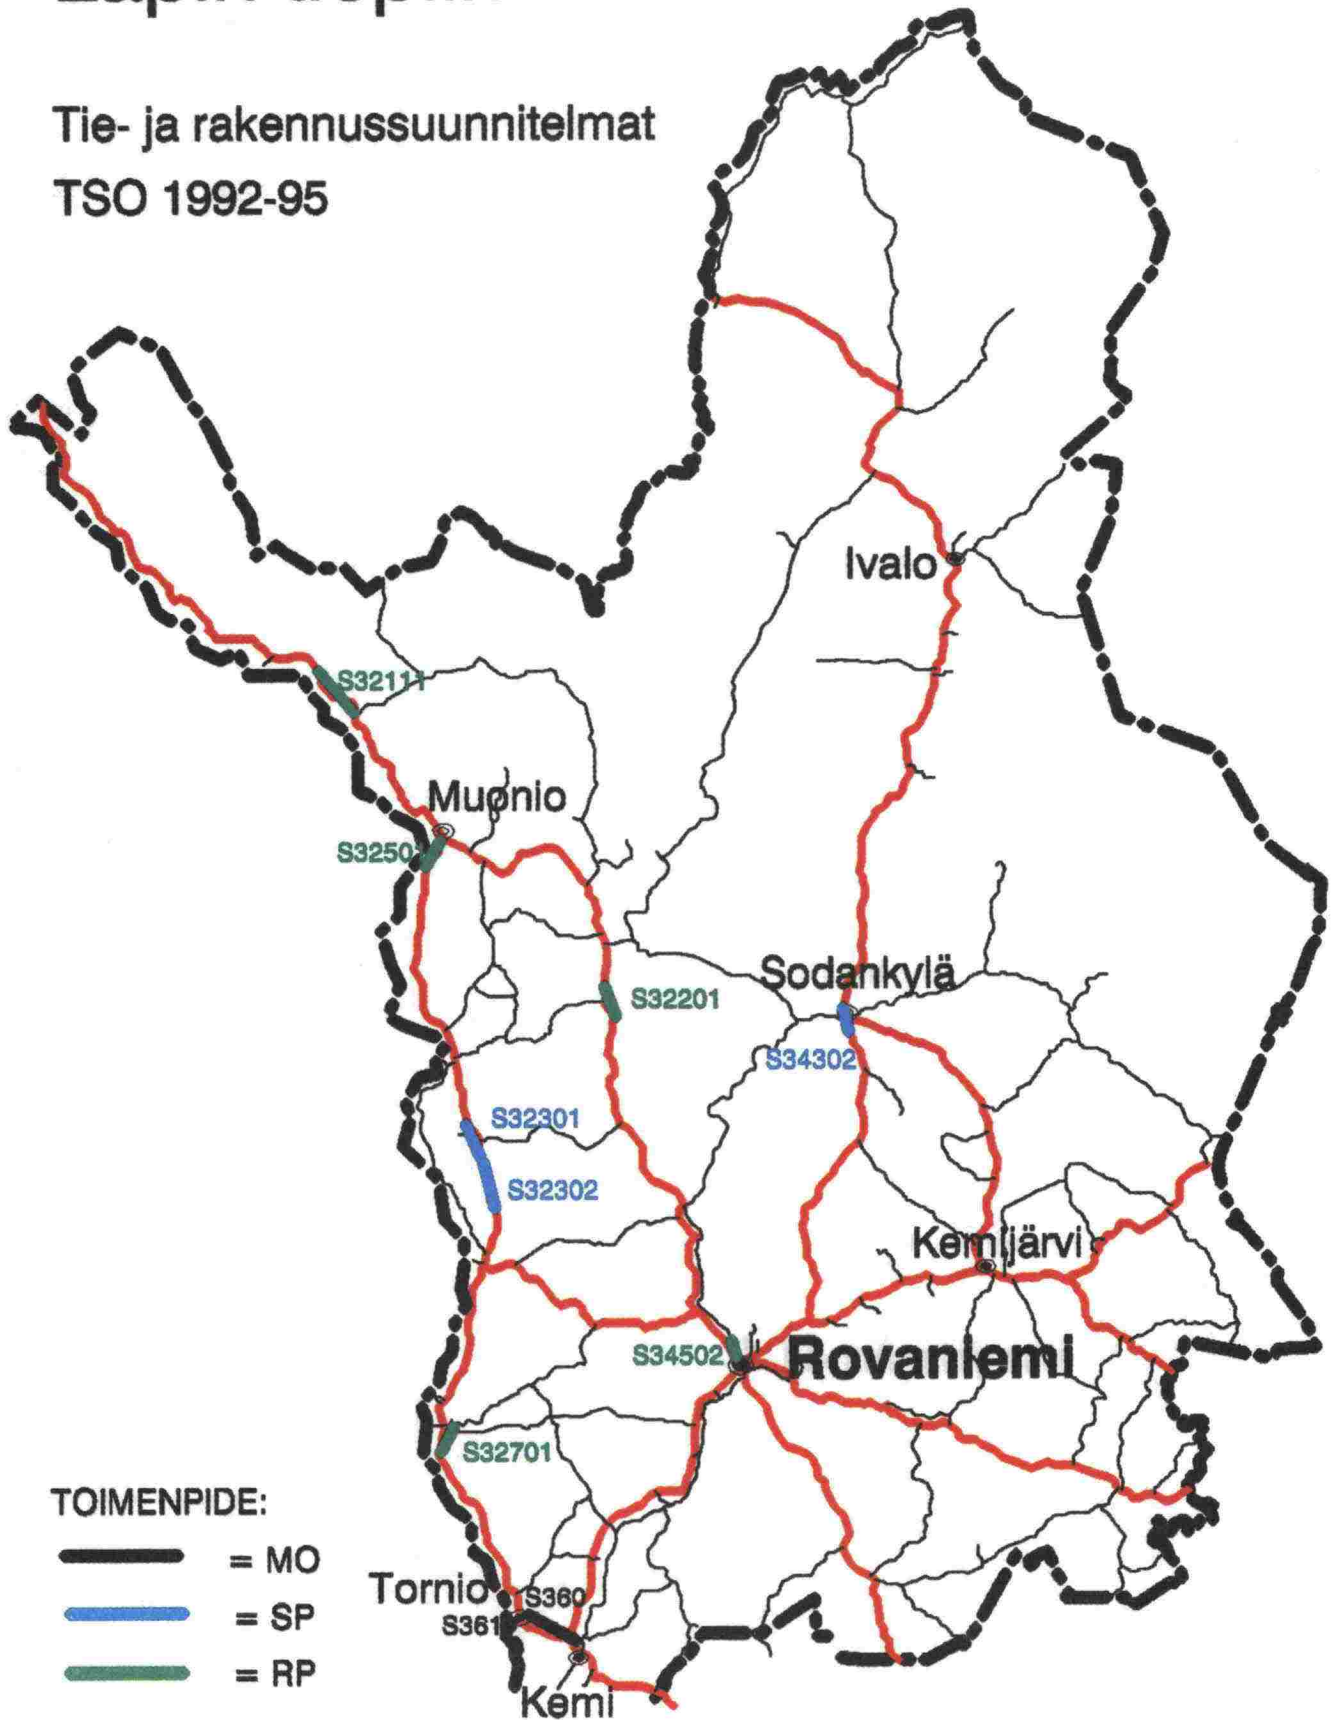 Tie- ja rakennussuunnitelmat
TSO 1992-95
Ivalo
S32111
Muonio
S3250
Sodankylä
S32201
S34302
S32301
S32302
Kemijärvi
S34502
Rovaniemi
S32701
TOIMENPIDE:
= MO
Tornio
S360
= SP
S361
= RP
Kemi